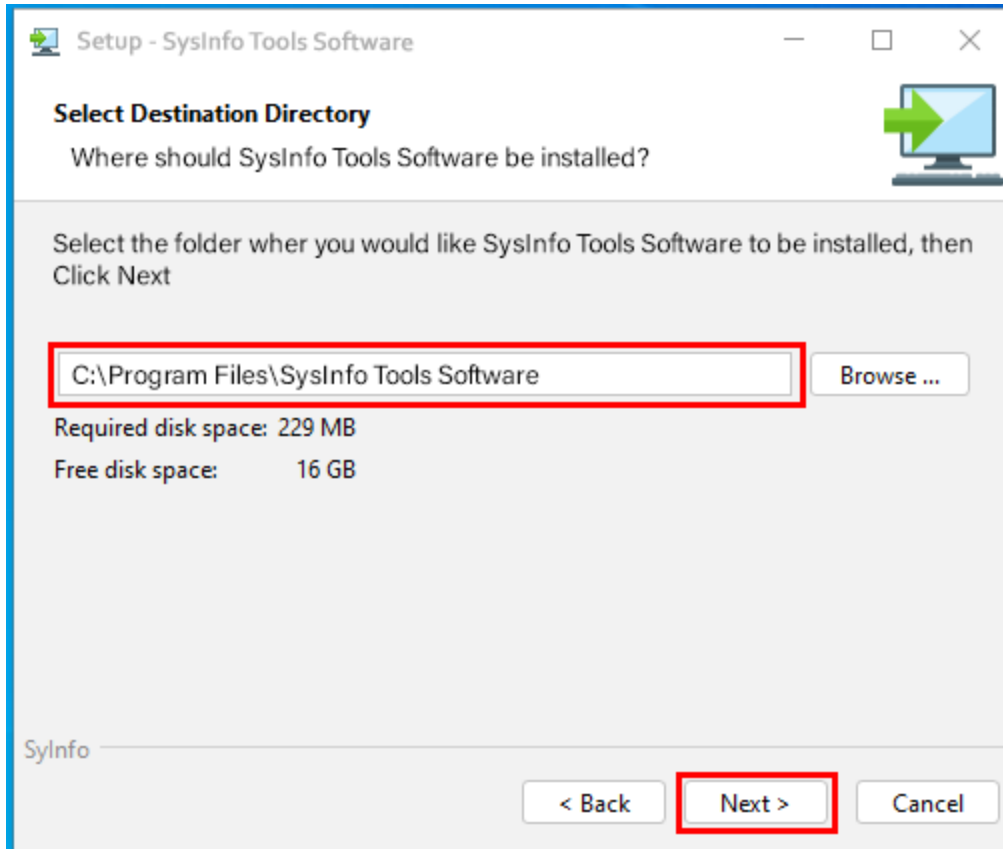 Setup - SysInfo Tools Software
Select Destination Directory
Where should SysInfo Tools Software be installed?
Select the folder wher you would like SysInfo Tools Software to be installed, then
Click Next
C:\Program Files\SysInfo Tools Software
Browse ...
Required disk space: 229 MB
Free disk space: 16 GB
SyInfo
< Back
Next >
Cancel